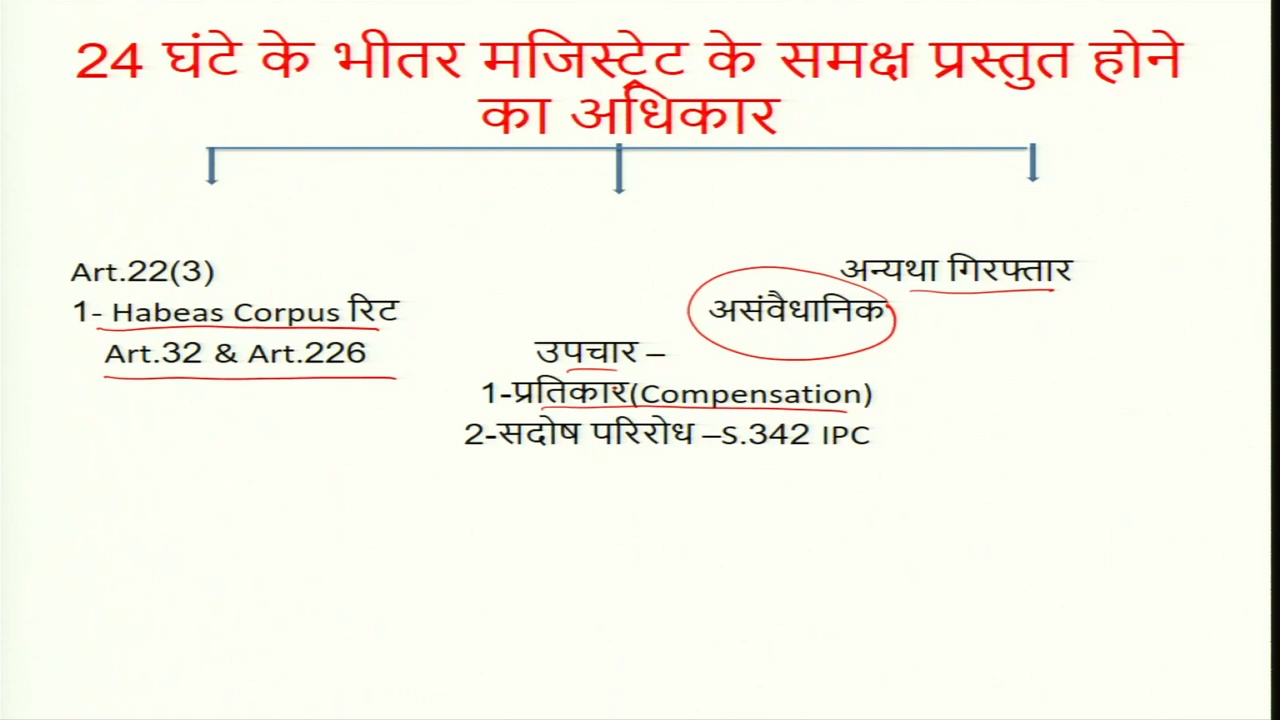 24 घंटे के भीतर मजिस्ट्रेट के समक्ष प्रस्तुत होने
का अधिकार
Art.22(3)
1- Habeas Corpus रिट
Art.32 & Art.226
अन्यथा गिरफ्तार
असंवैधानिक
उपचार –
1-प्रतिकार(Compensation)
2-सदोष परिरोध –S.342 IPC